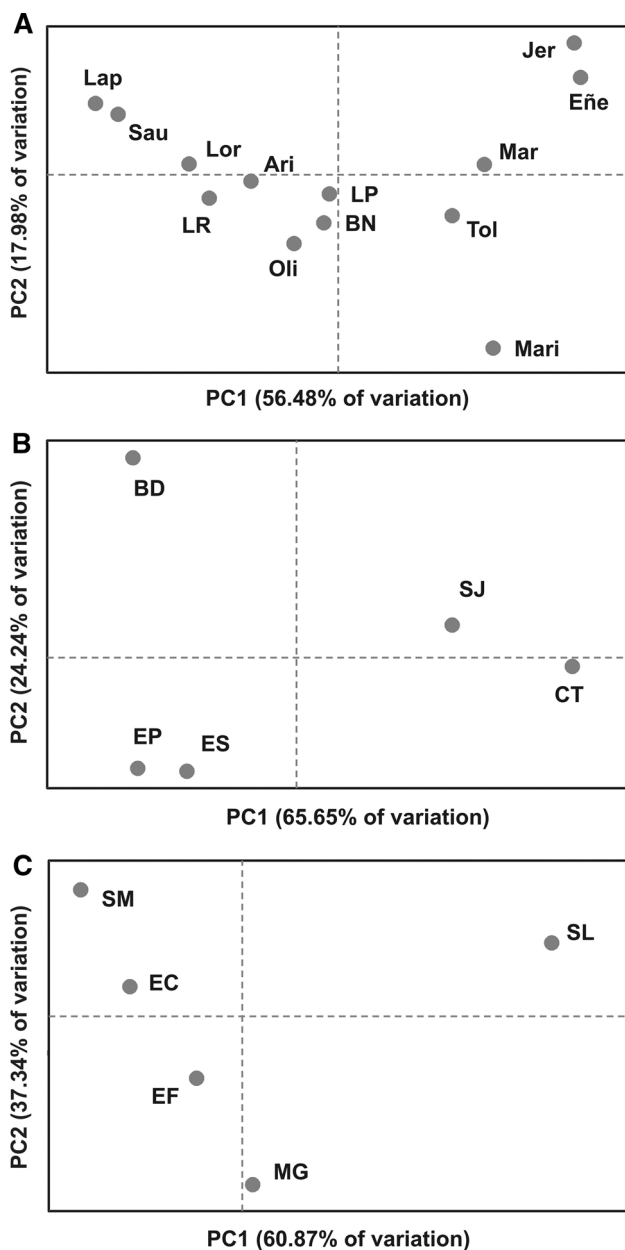 A
Jer
Lap
Eñe
Sau
Lor
Mar
Ari
LP
LR
BN
Tol
Oli
Mari
PC2 (17.98% of variation)
PC1 (56.48% of variation)
B
BD
SJ
CT
EP
ES
PC2 (24.24% of variation)
PC1 (65.65% of variation)
C
SM
SL
EC
EF
MG
PC2 (37.34% of variation)
PC1 (60.87% of variation)